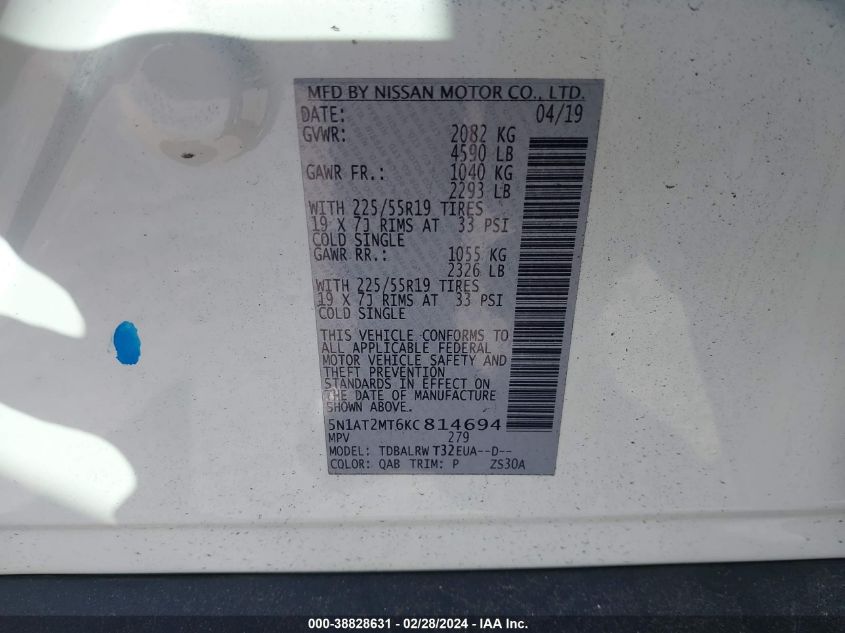 MFD BY NISSAN MOTOR CO., LTD.
DATE: 04/19
GVWR: 2082 KG
4590 LB
GAWR FR.: 1040 KG
2293 LB
WITH 225/55R19 TIRES
19 X 7J RIMS AT 33 PSI
COLD SINGLE
GAWR RR.: 1055 KG
2326 LB
WITH 225/55R19 TIRES
19 X 7J RIMS AT 33 PSI
COLD SINGLE
THIS VEHICLE CONFORMS TO
ALL APPLICABLE FEDERAL
MOTOR VEHICLE SAFETY AND
THEFT PREVENTION
STANDARDS IN EFFECT ON
THE DATE OF MANUFACTURE
SHOWN ABOVE.
5N1AT2MT6KC814694
MPV 279
MODEL: TDBALRW T32EUA--D--
COLOR: QAB TRIM: P ZS30A
000-38828631 - 02/28/2024 - COPYRIGHT © IAA, Inc.